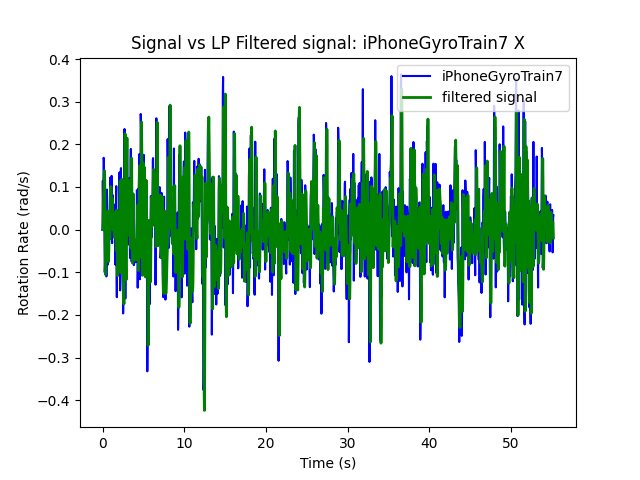 Signal vs LP Filtered signal: iPhoneGyroTrain7 X
iPhoneGyroTrain7
filtered signal
Rotation Rate (rad/s)
0.4
0.3
0.2
0.1
0.0
−0.1
−0.2
−0.3
−0.4
0 10 20 30 40 50
Time (s)